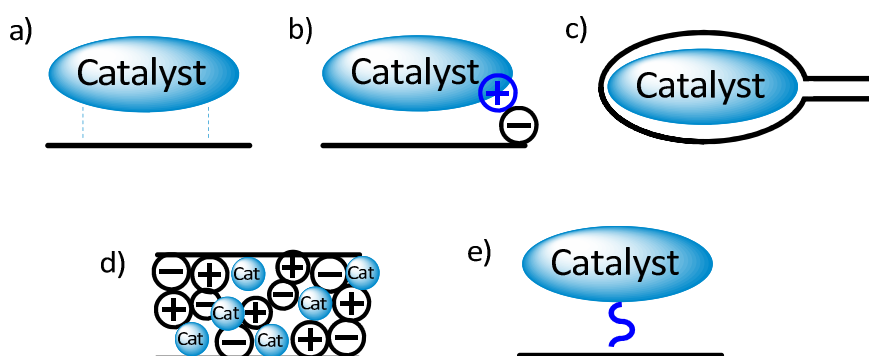 a)
Catalyst
b)
Catalyst
+
−
c)
Catalyst
d)
− + Cat + − Cat
+ − Cat + − Cat +
Cat − Cat + −
e)
Catalyst